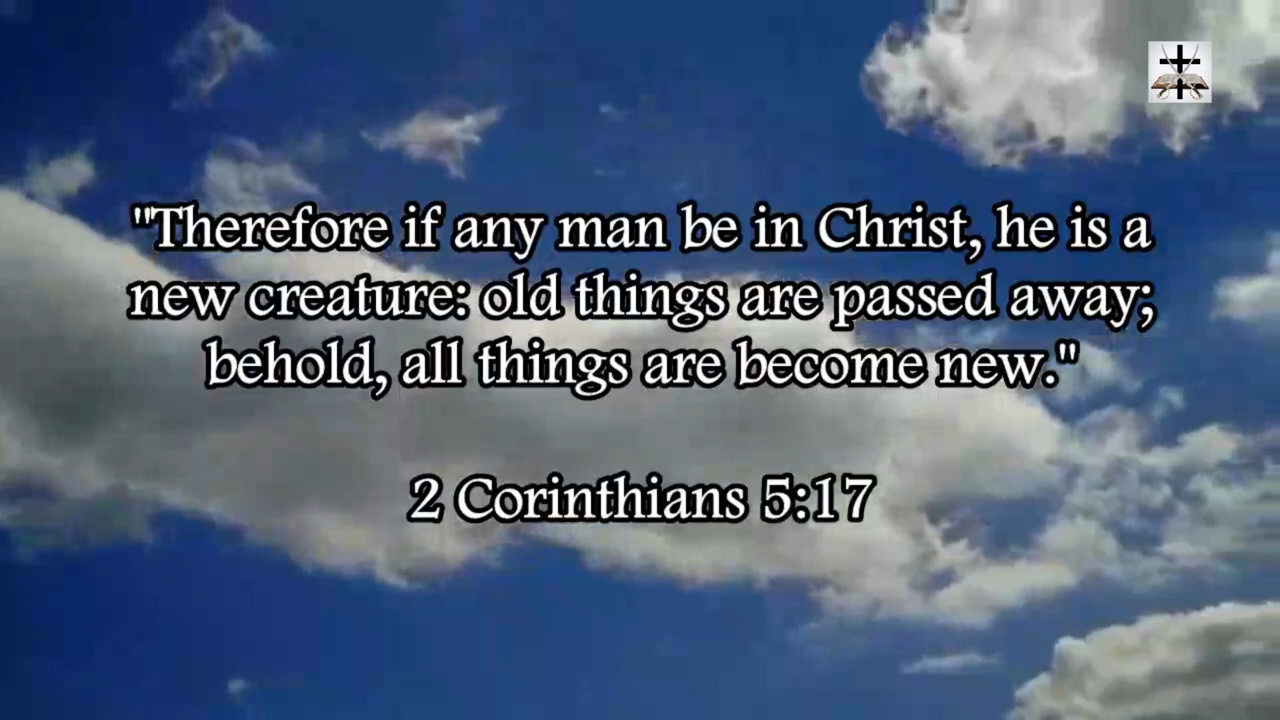 "Therefore if any man be in Christ, he is a
new creature: old things are passed away;
behold, all things are become new."
2 Corinthians 5:17